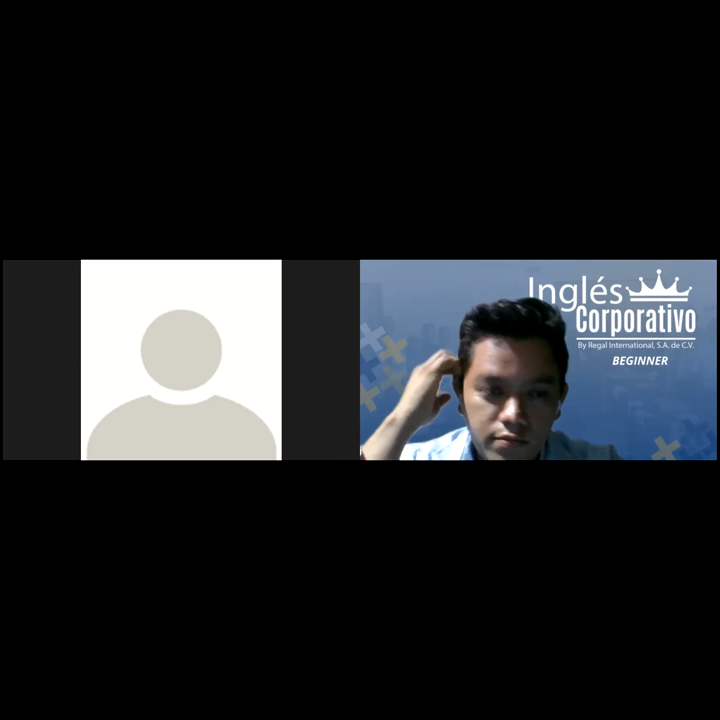 Inglés
Corporativo
By Regal International, S.A. de C.V.
BEGINNER